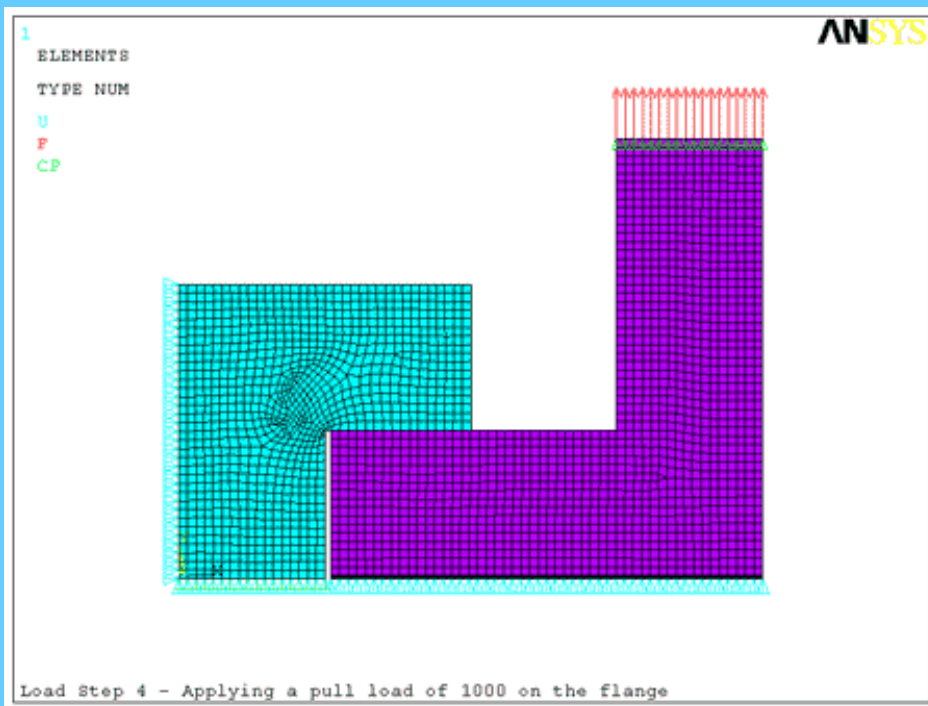 1
ANSYS
ELEMENTS
TYPE NUM
U
F
CP
Load Step 4 - Applying a pull load of 1000 on the flange